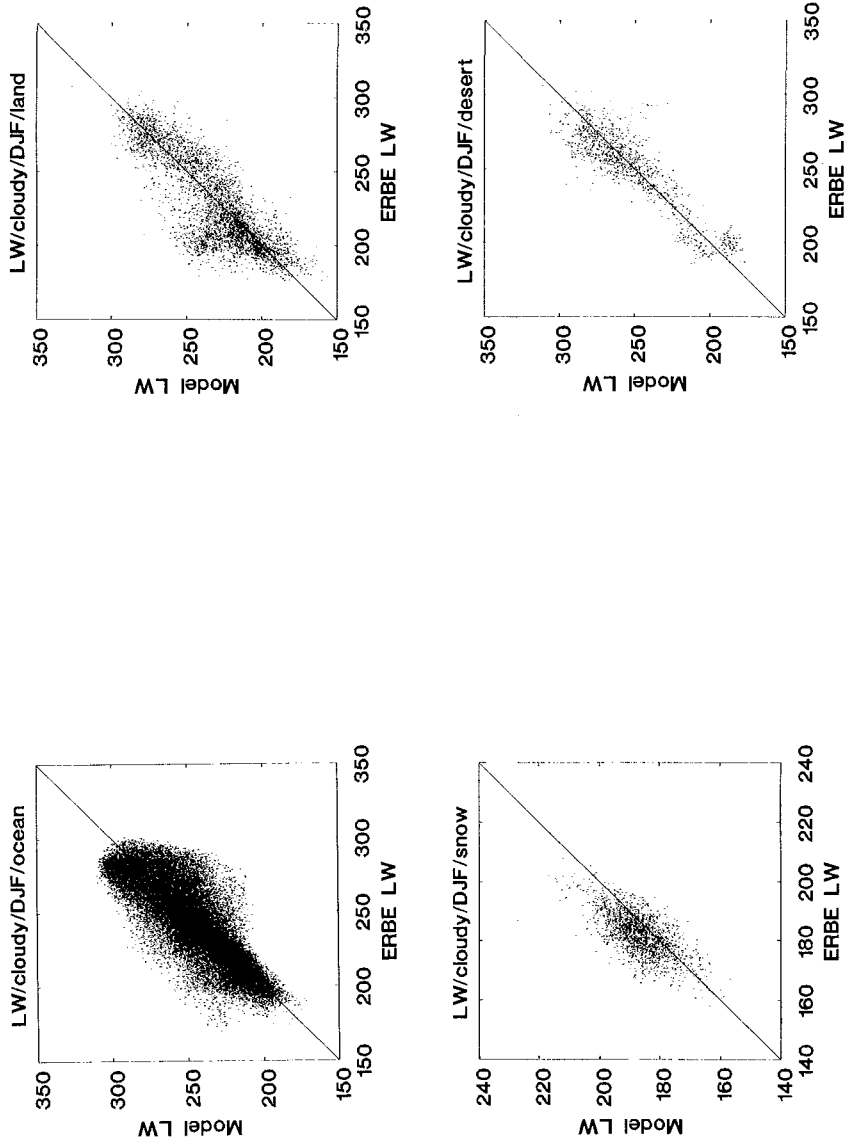 LW/cloudy/DJF/ocean
350
300
250
200
150
Model LW
150 200 250 300 350
ERBE LW
LW/cloudy/DJF/land
350
300
250
200
150
Model LW
150 200 250 300 350
ERBE LW
LW/cloudy/DJF/snow
240
220
200
180
160
140
Model LW
140 160 180 200 220 240
ERBE LW
LW/cloudy/DJF/desert
350
300
250
200
150
Model LW
150 200 250 300 350
ERBE LW